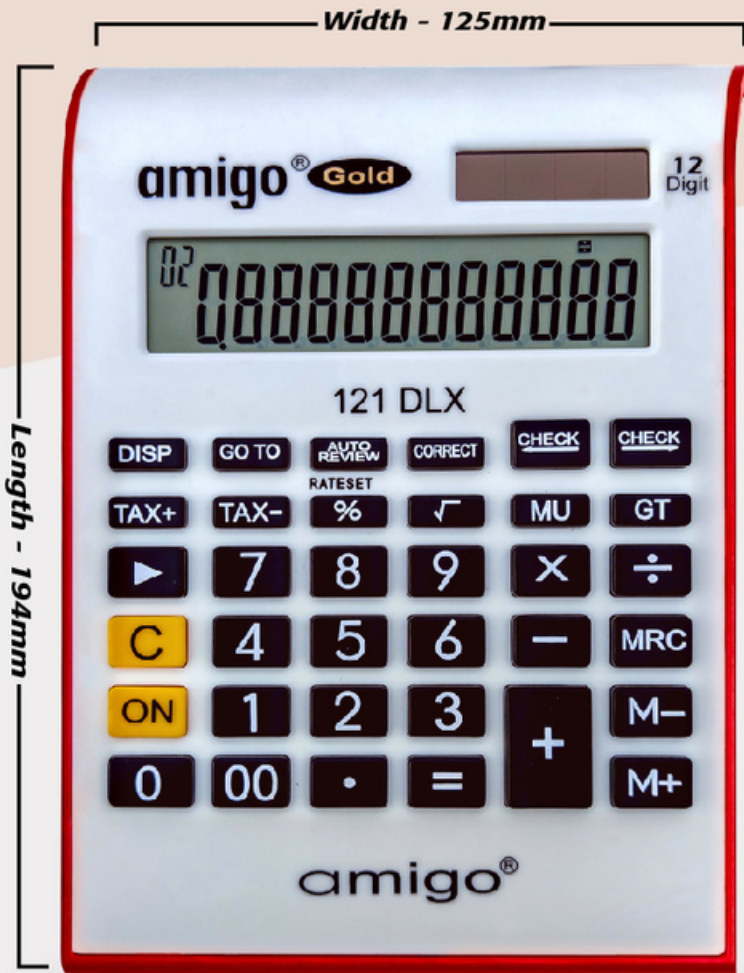 Width - 125mm
Length - 194mm
amigo® Gold
12
Digit
02
÷
0.88888888888
121 DLX
DISP GO TO AUTO REVIEW CORRECT CHECK CHECK
RATESET
TAX+ TAX- % √ MU GT
▶ 7 8 9 × ÷
C 4 5 6 − MRC
ON 1 2 3 + M−
0 00 • = M+
amigo®